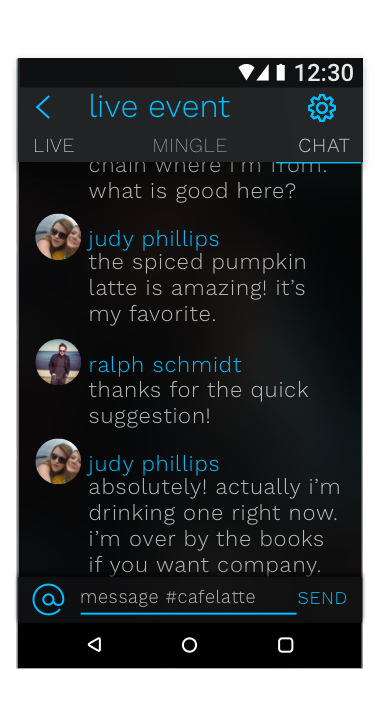 12:30
live event
LIVE MINGLE CHAT
chain where i'm from.
what is good here?
judy phillips
the spiced pumpkin
latte is amazing! it's
my favorite.
ralph schmidt
thanks for the quick
suggestion!
judy phillips
absolutely! actually i'm
drinking one right now.
i'm over by the books
if you want company.
@ message #cafelatte SEND